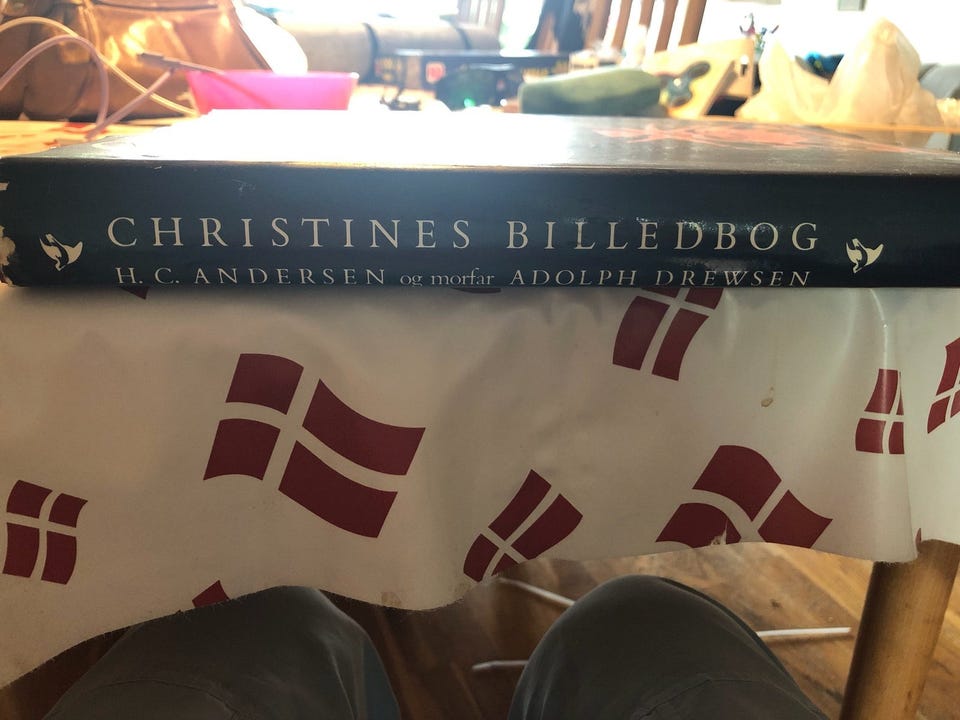 CHRISTINES BILLEDBOG
H. C. ANDERSEN og morfar ADOLPH DREWSEN